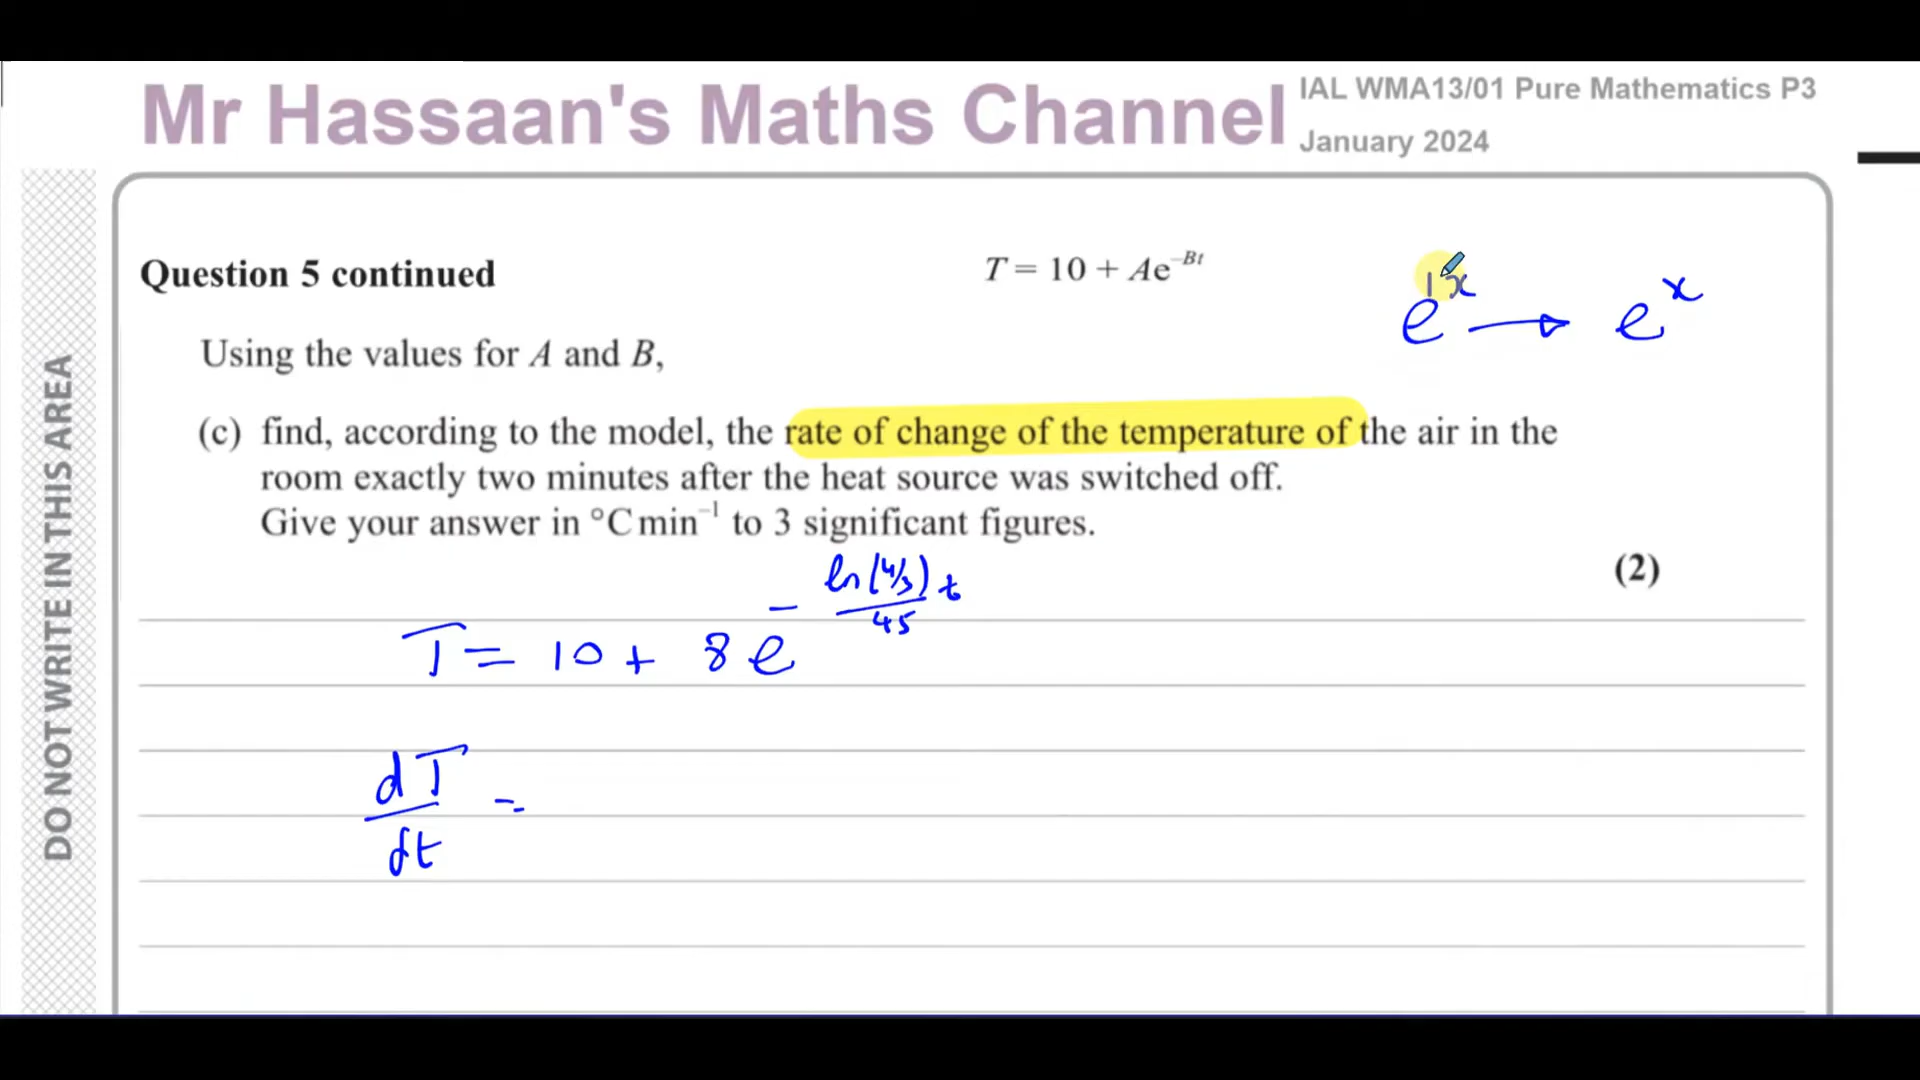 Mr Hassaan's Maths Channel
IAL WMA13/01 Pure Mathematics P3
January 2024
DO NOT WRITE IN THIS AREA
Question 5 continued
T = 10 + Ae^{-Bt}
e^{1x} → e^{x}
Using the values for A and B,
(c) find, according to the model, the rate of change of the temperature of the air in the
room exactly two minutes after the heat source was switched off.
Give your answer in °C min⁻¹ to 3 significant figures.
(2)
T = 10 + 8e^{-\frac{ln(4/3)}{45}t}
\frac{dT}{dt} =